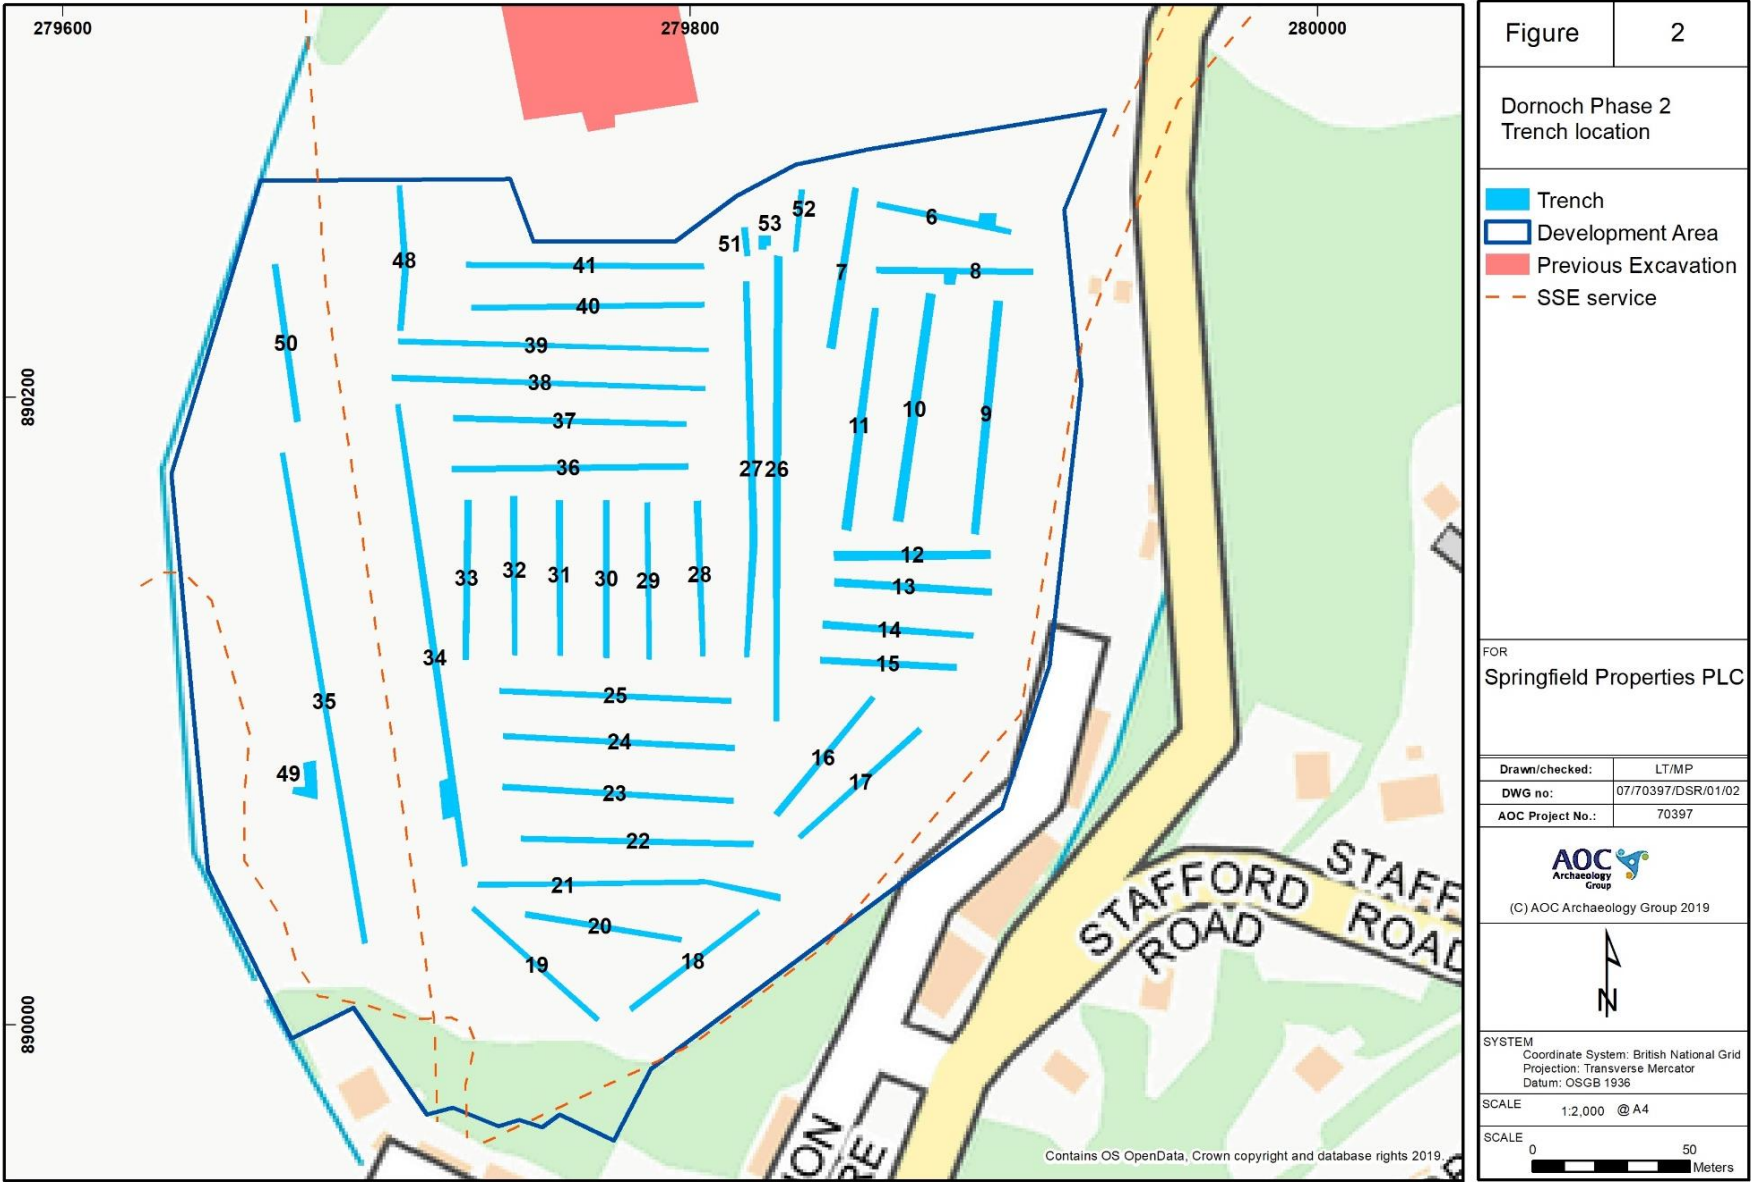 279600
279800
280000
890200
890000
52
53
51
6
7
8
48
41
40
50
39
38
37
36
11
10
9
27
26
12
13
33
32
31
30
29
28
14
15
34
35
25
24
16
17
49
23
22
21
20
19
18
STAFFORD
ROAD
STAFF
ROAD
ION
RE
Contains OS OpenData, Crown copyright and database rights 2019.
Figure 2
Dornoch Phase 2
Trench location
Trench
Development Area
Previous Excavation
SSE service
FOR
Springfield Properties PLC
Drawn/checked: LT/MP
DWG no: 07/70397/DSR/01/02
AOC Project No.: 70397
AOC
Archaeology
Group
(C) AOC Archaeology Group 2019
N
SYSTEM
Coordinate System: British National Grid
Projection: Transverse Mercator
Datum: OSGB 1936
SCALE 1:2,000 @ A4
SCALE
0 50
Meters